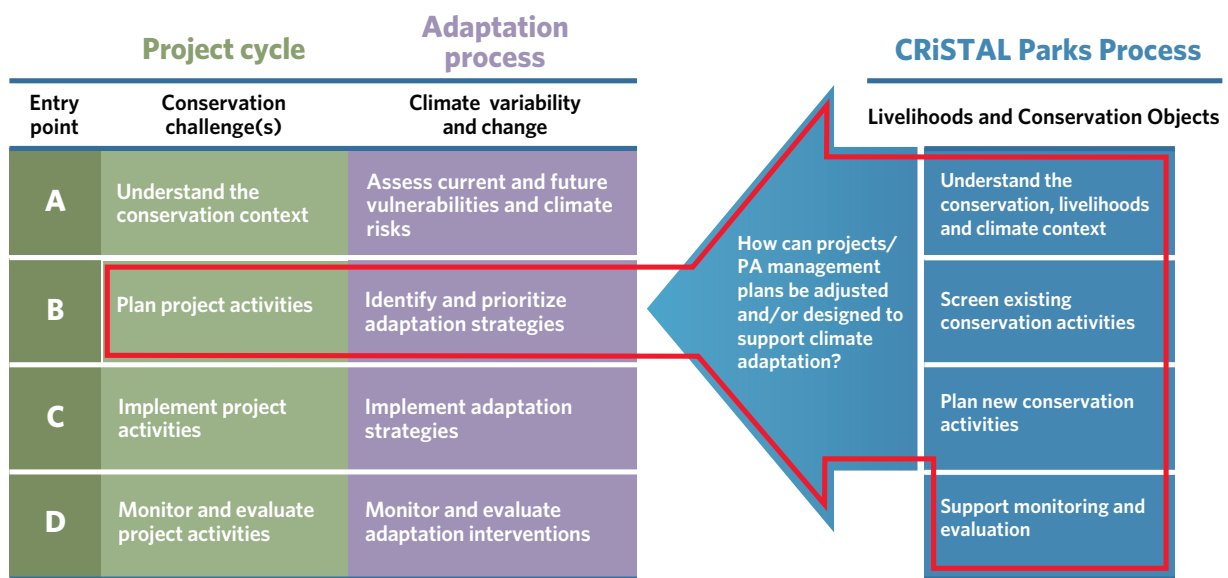 Project cycle
Adaptation
process
CRiSTAL Parks Process
Entry
point
Conservation
challenge(s)
Climate variability
and change
Livelihoods and Conservation Objects
A
Understand the
conservation context
Assess current and future
vulnerabilities and climate
risks
B
Plan project activities
Identify and prioritize
adaptation strategies
C
Implement project
activities
Implement adaptation
strategies
D
Monitor and evaluate
project activities
Monitor and evaluate
adaptation interventions
How can projects/
PA management
plans be adjusted
and/or designed to
support climate
adaptation?
Understand the
conservation, livelihoods
and climate context
Screen existing
conservation activities
Plan new conservation
activities
Support monitoring and
evaluation